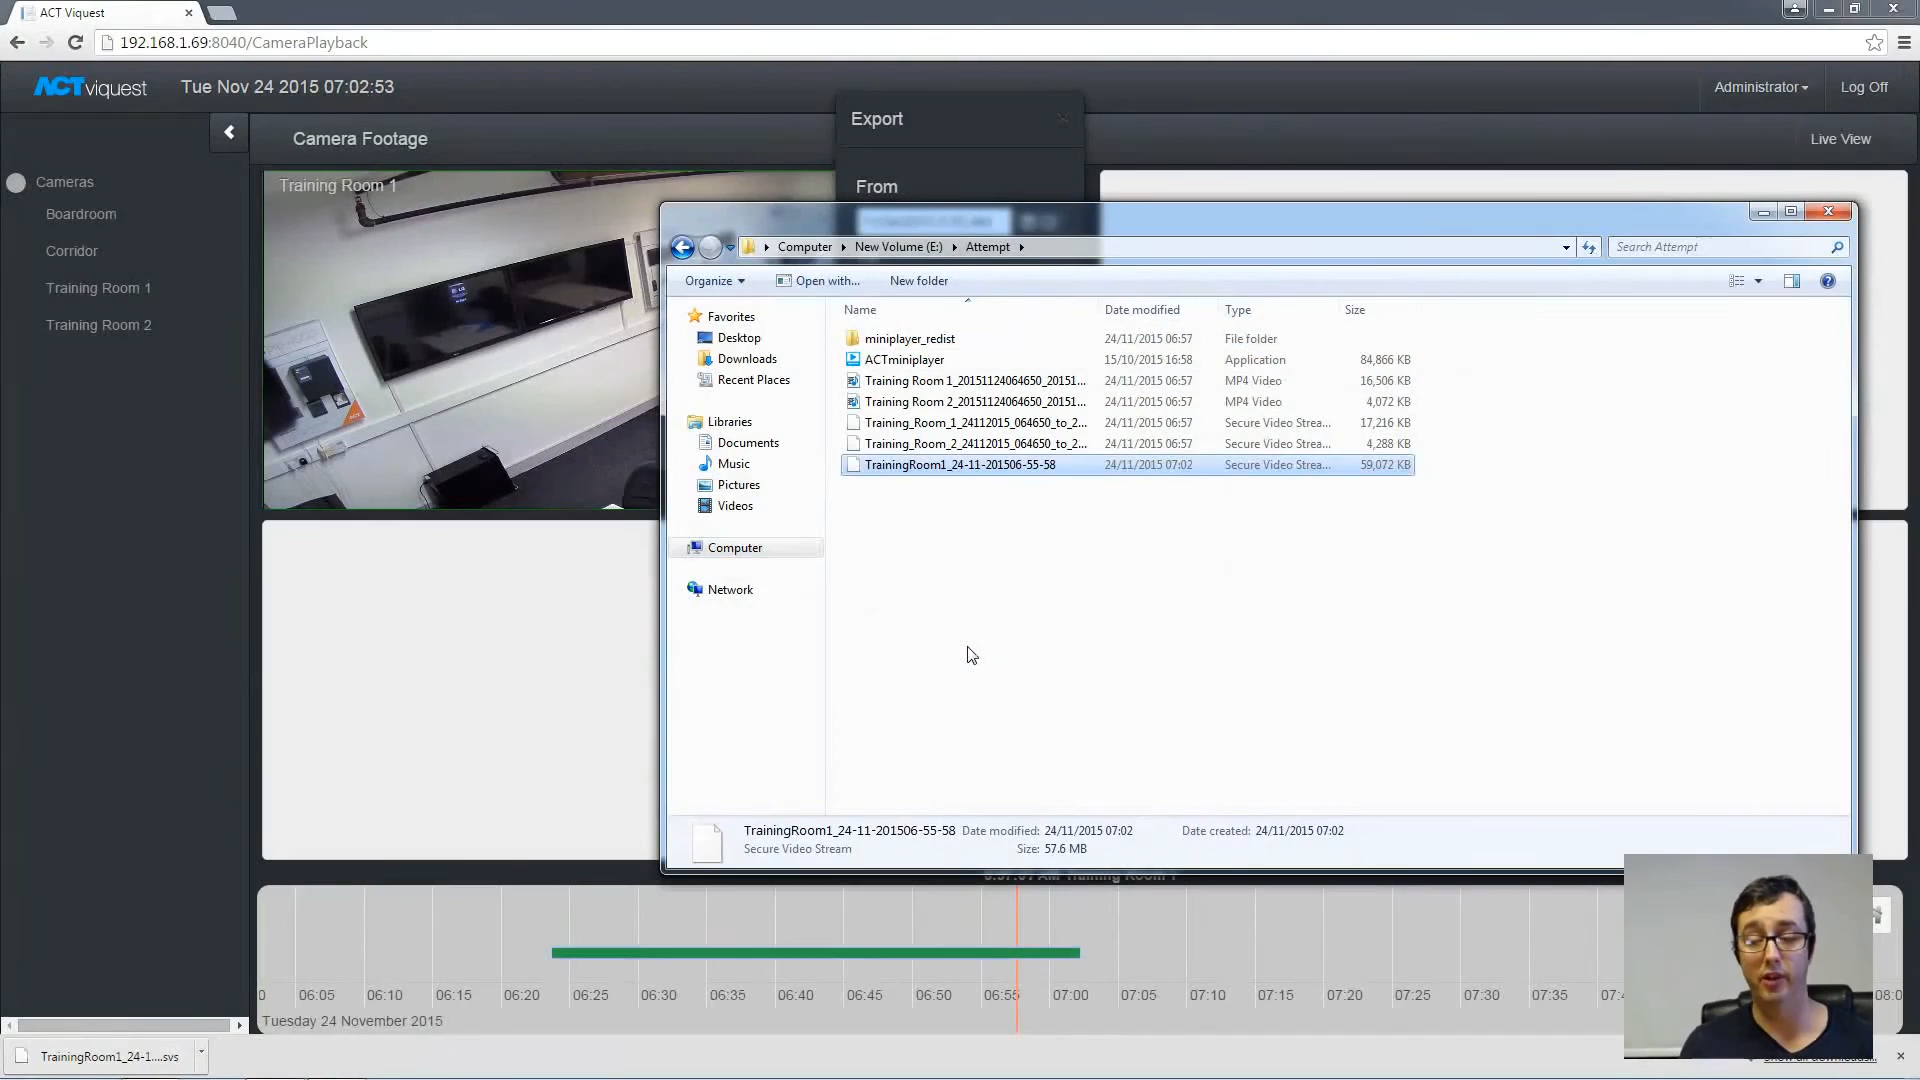 ACT Viquest
192.168.1.69:8040/CameraPlayback
ACTviquest
Tue Nov 24 2015 07:02:53
Administrator
Log Off
Camera Footage
Export
Live View
Cameras
Boardroom
Corridor
Training Room 1
Training Room 2
Training Room 1
From
Computer
New Volume (E:)
Attempt
Search Attempt
Organize
Open with...
New folder
Favorites
Desktop
Downloads
Recent Places
Libraries
Documents
Music
Pictures
Videos
Computer
Network
Name Date modified Type Size
miniplayer_redist 24/11/2015 06:57 File folder
ACTminiplayer 15/10/2015 16:58 Application 84,866 KB
Training Room 1_20151124064650_20151... 24/11/2015 06:57 MP4 Video 16,506 KB
Training Room 2_20151124064650_20151... 24/11/2015 06:57 MP4 Video 4,072 KB
Training_Room_1_24112015_064650_to_2... 24/11/2015 06:57 Secure Video Strea... 17,216 KB
Training_Room_2_24112015_064650_to_2... 24/11/2015 06:57 Secure Video Strea... 4,288 KB
TrainingRoom1_24-11-201506-55-58 24/11/2015 07:02 Secure Video Strea... 59,072 KB
TrainingRoom1_24-11-201506-55-58 Date modified: 24/11/2015 07:02 Date created: 24/11/2015 07:02
Secure Video Stream Size: 57.6 MB
0 06:05 06:10 06:15 06:20 06:25 06:30 06:35 06:40 06:45 06:50 06:55 07:00 07:05 07:10 07:15 07:20 07:25 07:30 07:35 07:4 08:0
Tuesday 24 November 2015
TrainingRoom1_24-1....svs